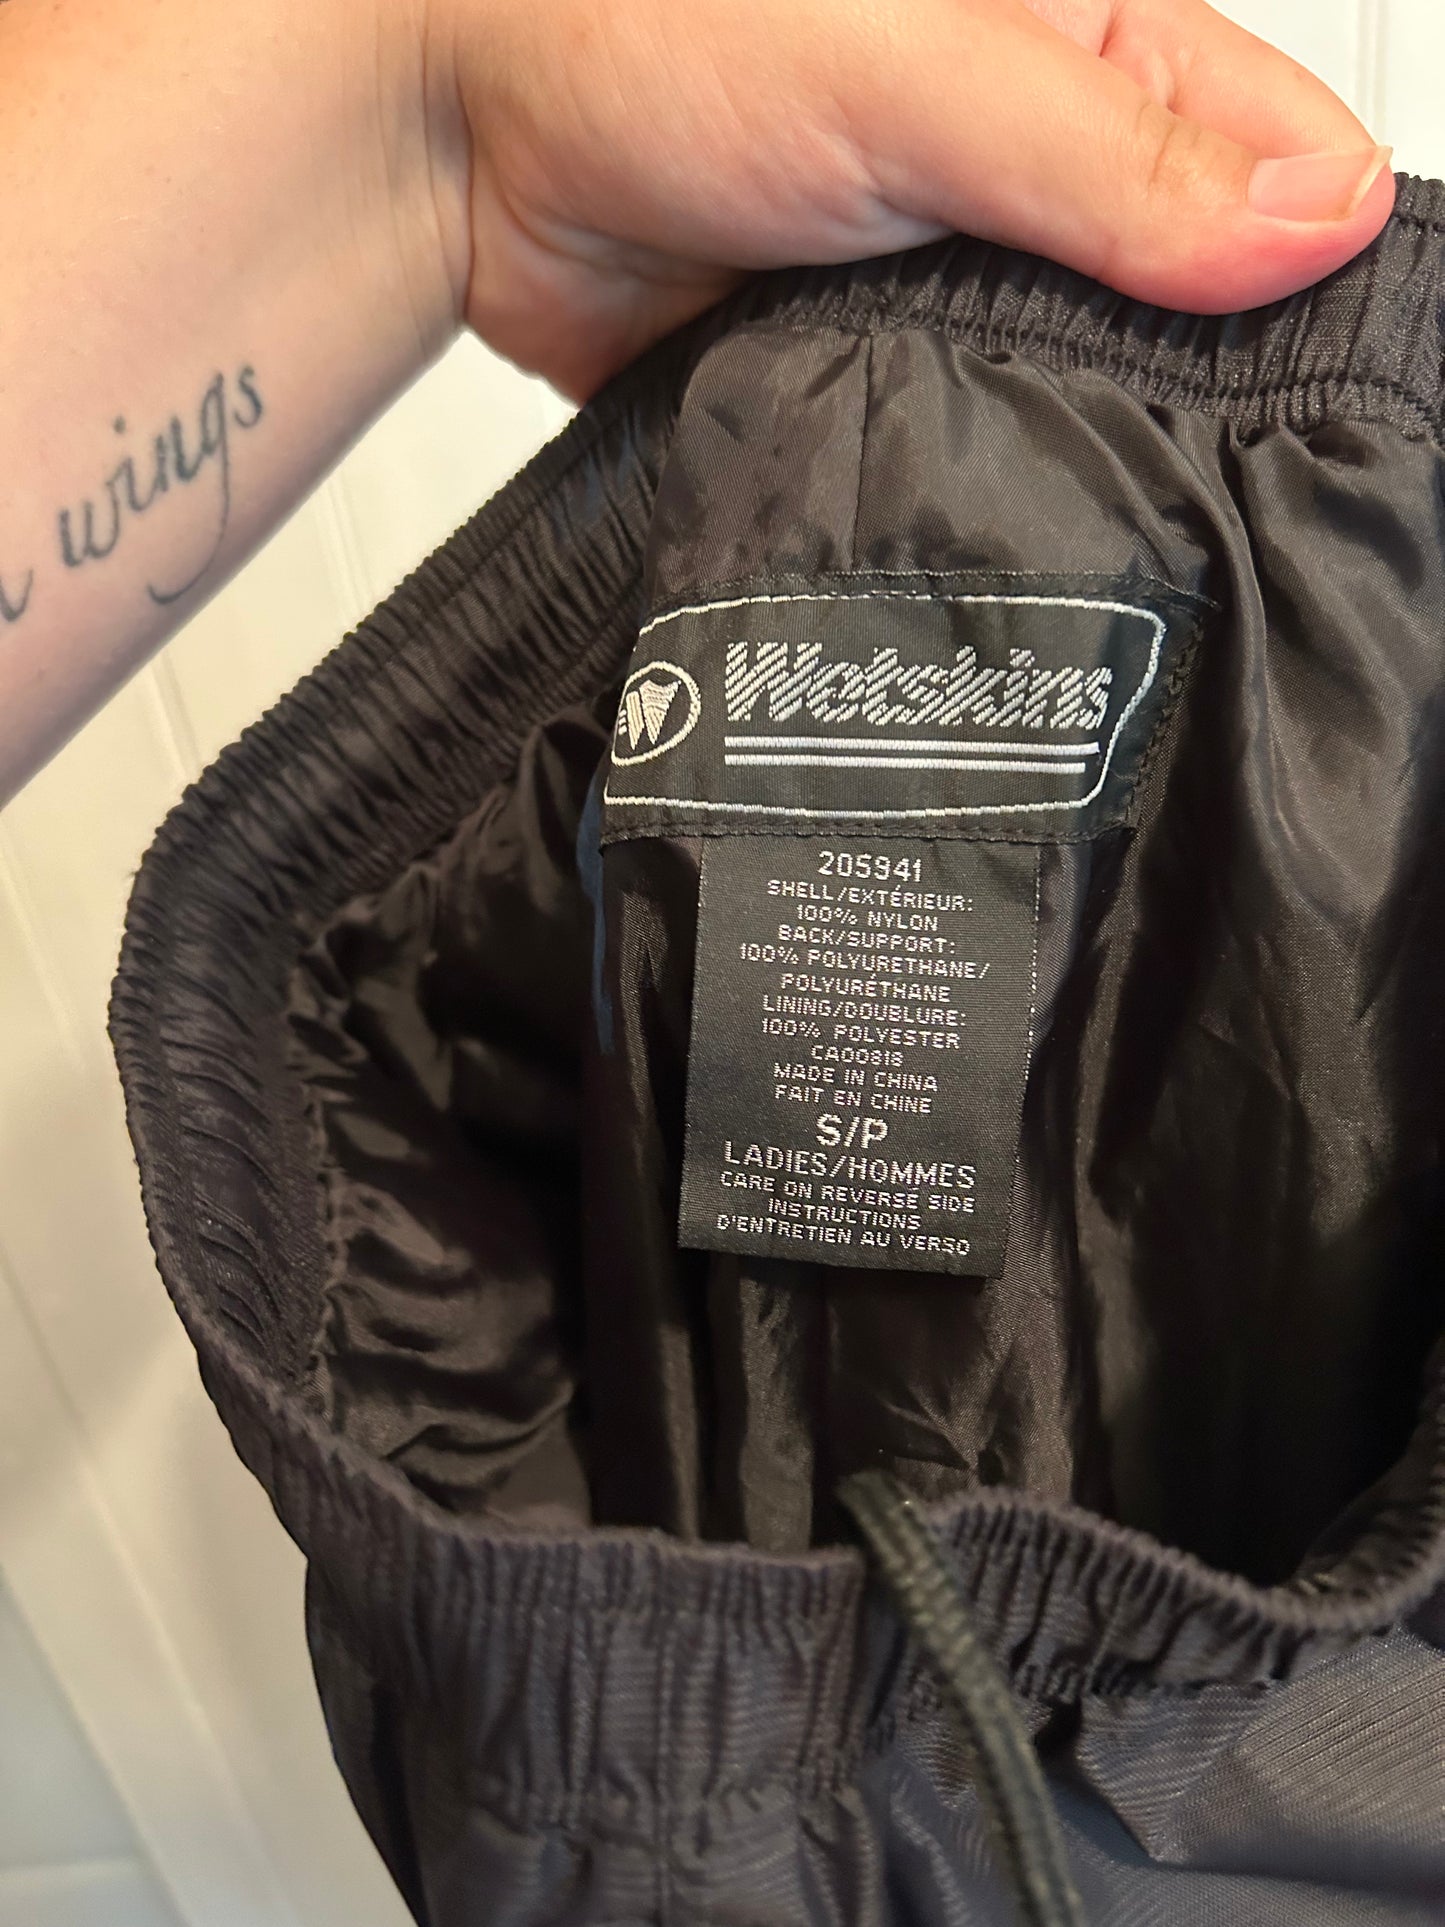 wings
W
Wetskins
205941
SHELL/EXTÉRIEUR:
100% NYLON
BACK/SUPPORT:
100% POLYURETHANE/
POLYURÉTHANE
LINING/DOUBLURE:
100% POLYESTER
CA00818
MADE IN CHINA
FAIT EN CHINE
S/P
LADIES/HOMMES
CARE ON REVERSE SIDE
INSTRUCTIONS
D'ENTRETIEN AU VERSO